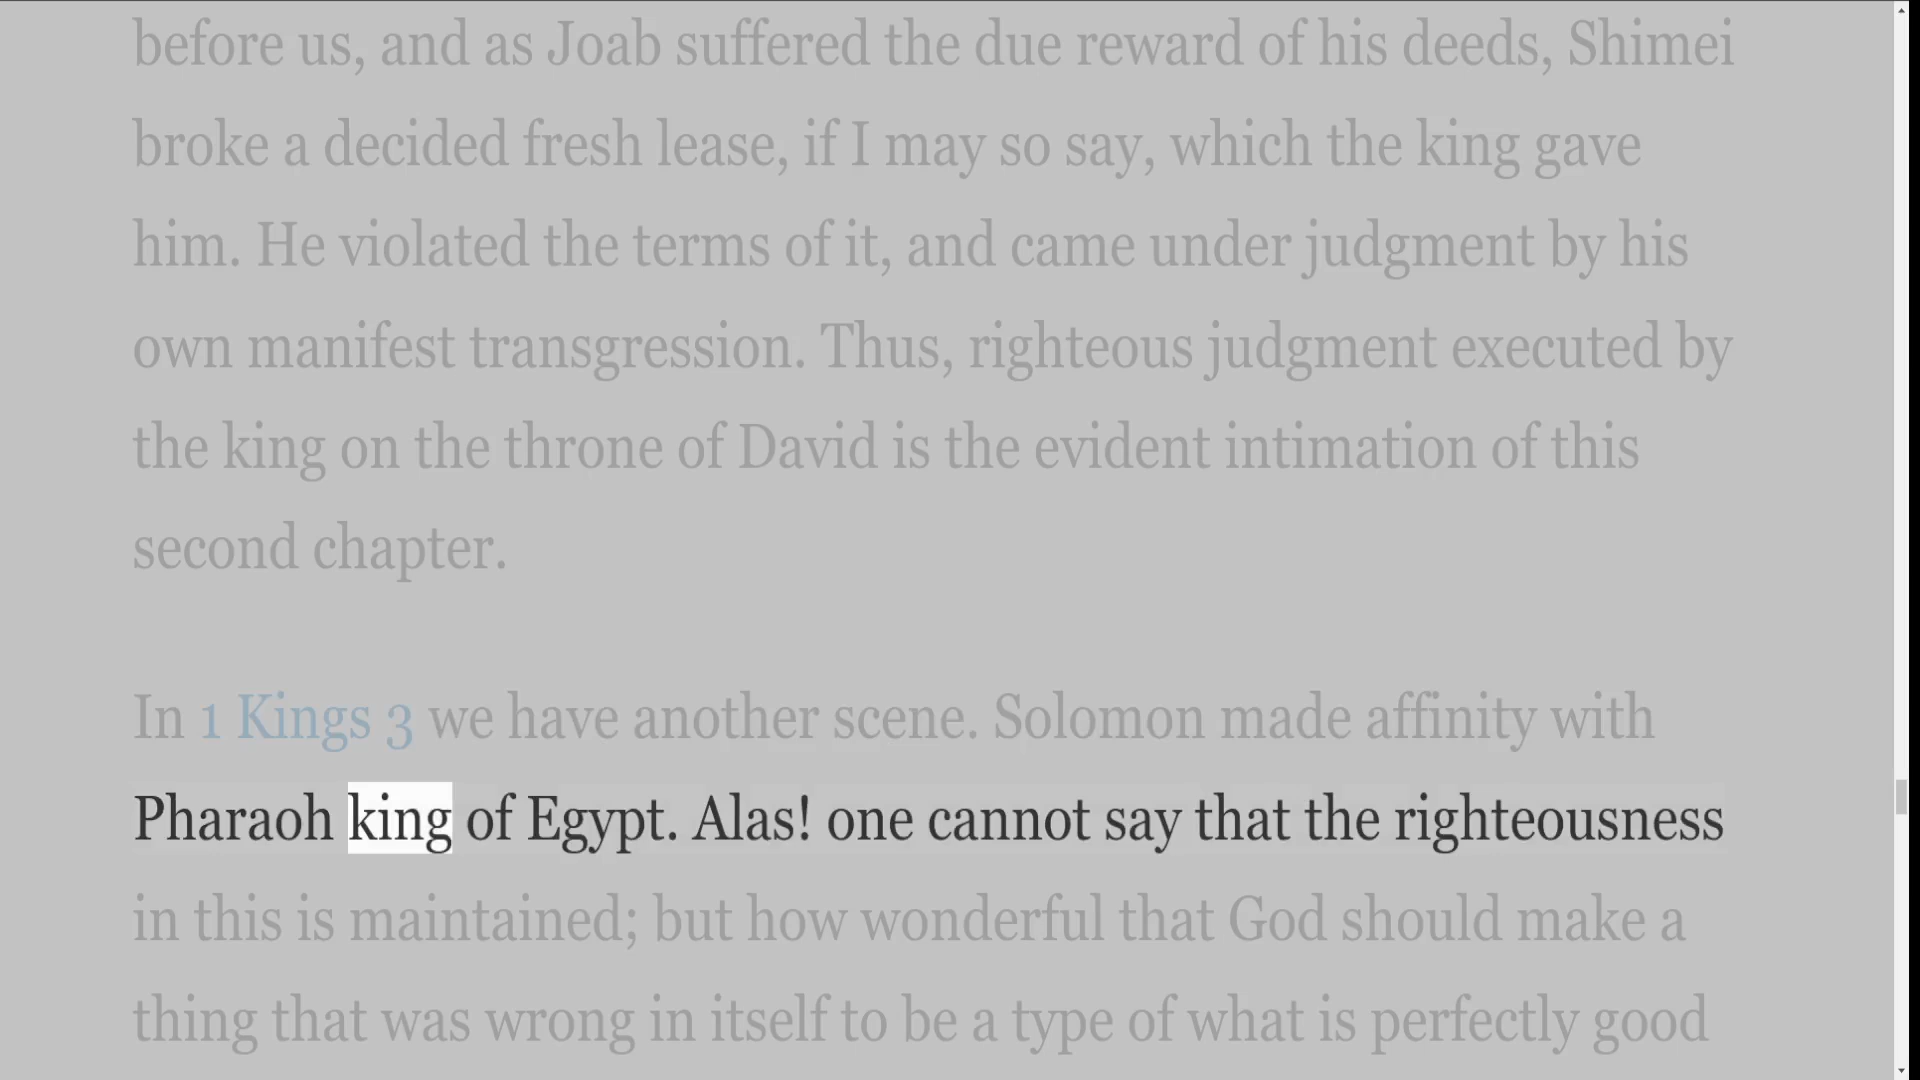 before us, and as Joab suffered the due reward of his deeds, Shimei
broke a decided fresh lease, if I may so say, which the king gave
him. He violated the terms of it, and came under judgment by his
own manifest transgression. Thus, righteous judgment executed by
the king on the throne of David is the evident intimation of this
second chapter.
In 1 Kings 3 we have another scene. Solomon made affinity with
Pharaoh king of Egypt. Alas! one cannot say that the righteousness
in this is maintained; but how wonderful that God should make a
thing that was wrong in itself to be a type of what is perfectly good